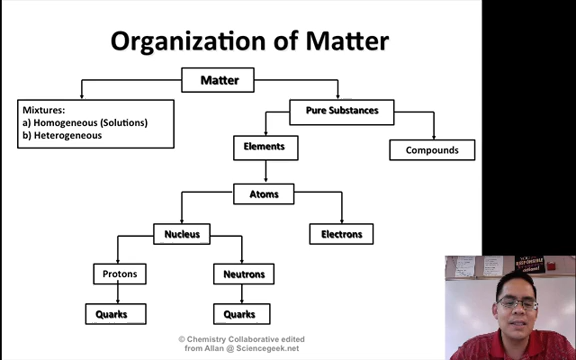 Organization of Matter
Matter
Mixtures:
a) Homogeneous (Solutions)
b) Heterogeneous
Pure Substances
Elements
Compounds
Atoms
Nucleus
Electrons
Protons
Neutrons
Quarks
Quarks
© Chemistry Collaborative edited
from Allan @ Sciencegeek.net